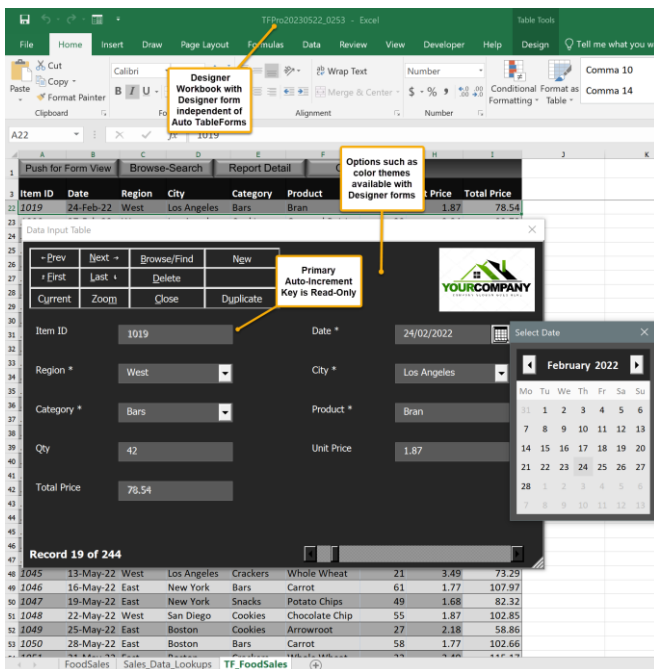 TFPro20230522_0253 - Excel
Table Tools
File Home Insert Draw Page Layout Formulas Data Review View Developer Help Design Tell me what you w
Cut
Copy
Format Painter
Paste
Clipboard
Calibri
B I U
Designer
Workbook with
Designer form
independent of
Auto TableForms
Wrap Text
Merge & Center
Alignment
Number
$ % ,
Number
Conditional Format as
Formatting Table
Comma 10
Comma 14
A22
fx 1019
A B C D E F H I J K
1 Push for Form View Browse-Search Report Detail
Options such as
color themes
available with
Designer forms
3 Item ID Date Region City Category Product Price Total Price
22 1019 24-Feb-22 West Los Angeles Bars Bran 1.87 78.54
Data Input Table
Prev Next Browse/Find New
First Last Delete
Current Zoom Close Duplicate
Primary
Auto-Increment
Key is Read-Only
YOURCOMPANY
Item ID 1019 Date * 24/02/2022
Region * West City * Los Angeles
Category * Bars Product * Bran
Qty 42 Unit Price 1.87
Total Price 78.54
Record 19 of 244
Select Date
February 2022
Mo Tu We Th Fr Sa Su
31 1 2 3 4 5 6
7 8 9 10 11 12 13
14 15 16 17 18 19 20
21 22 23 24 25 26 27
28 1 2 3 4 5 6
7 8 9 10 11 12 13
48 1045 13-May-22 West Los Angeles Crackers Whole Wheat 21 3.49 73.29
49 1046 16-May-22 East New York Bars Carrot 61 1.77 107.97
50 1047 19-May-22 East New York Snacks Potato Chips 49 1.68 82.32
51 1048 22-May-22 West San Diego Cookies Chocolate Chip 55 1.87 102.85
52 1049 25-May-22 East Boston Cookies Arrowroot 27 2.18 58.86
53 1050 28-May-22 East Boston Bars Carrot 58 1.77 102.66
FoodSales Sales_Data_Lookups TF_FoodSales